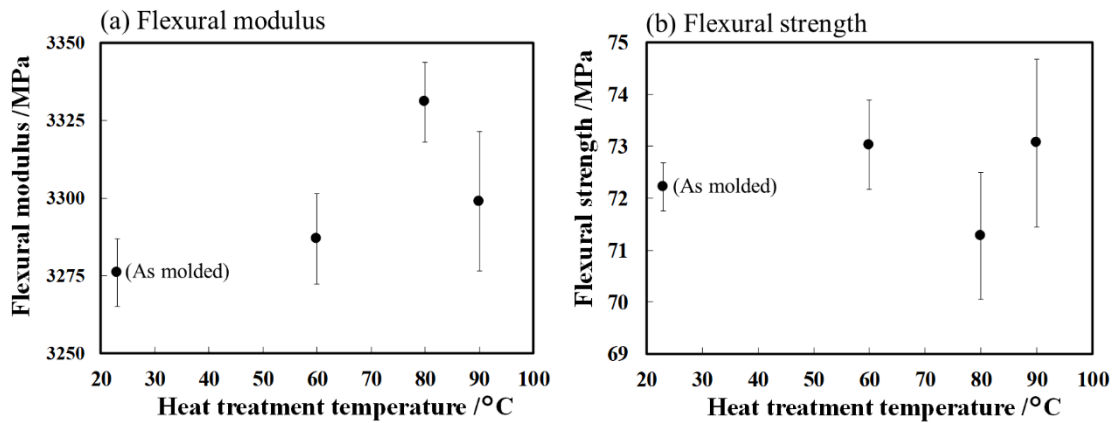 (a) Flexural modulus
Flexural modulus /MPa
3350
3325
3300
3275
3250
(As molded)
20 30 40 50 60 70 80 90 100
Heat treatment temperature /°C
(b) Flexural strength
Flexural strength /MPa
75
74
73
72
71
70
69
(As molded)
20 30 40 50 60 70 80 90 100
Heat treatment temperature /°C